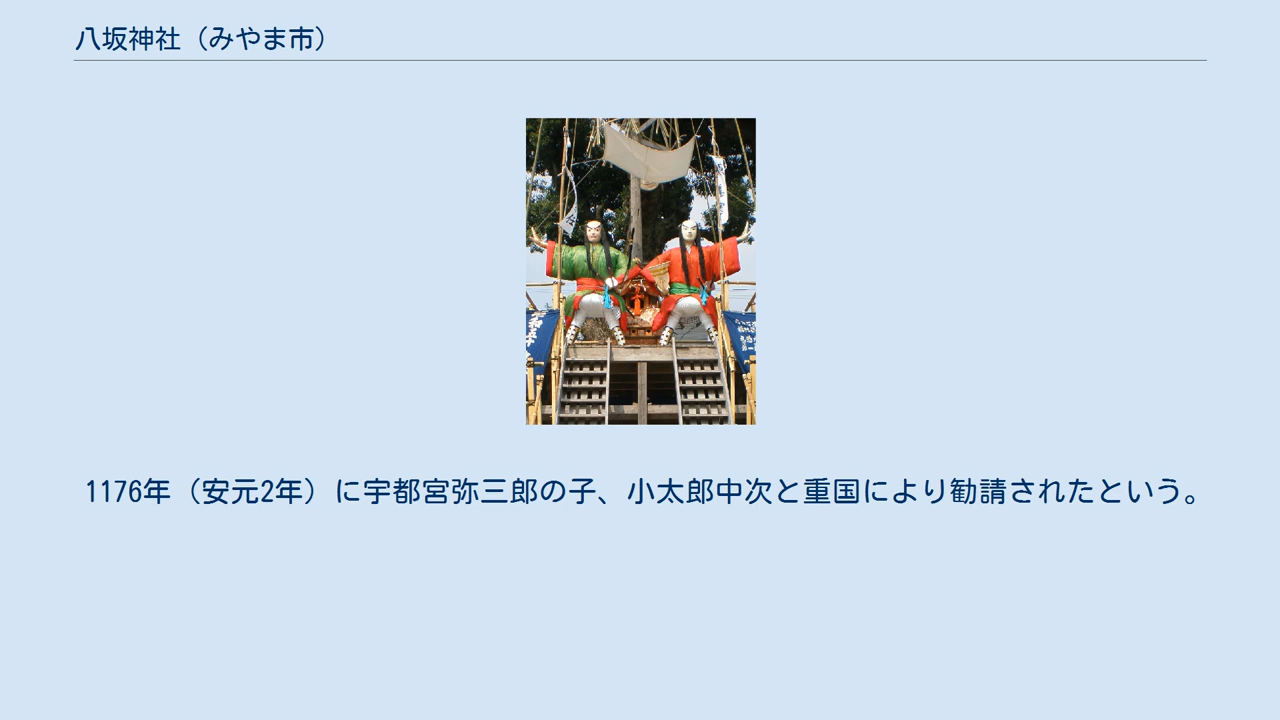 八坂神社（みやま市）
1176年（安元2年）に宇都宮弥三郎の子、小太郎中次と重国により勧請されたという。